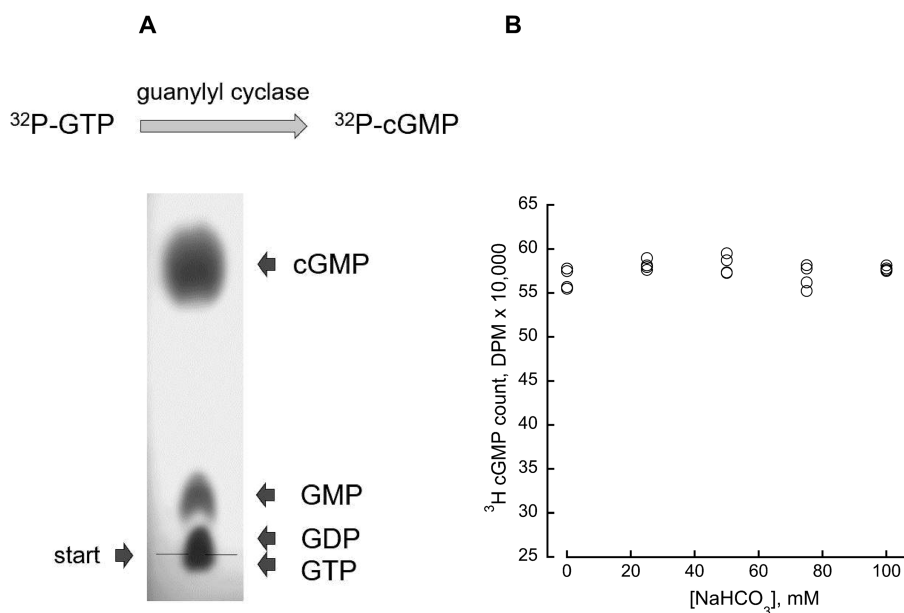 A
guanylyl cyclase
³²P-GTP
³²P-cGMP
cGMP
GMP
GDP
start
GTP
B
65
60
55
50
45
40
35
30
25
³H cGMP count, DPM x 10,000
0 20 40 60 80 100
[NaHCO₃], mM